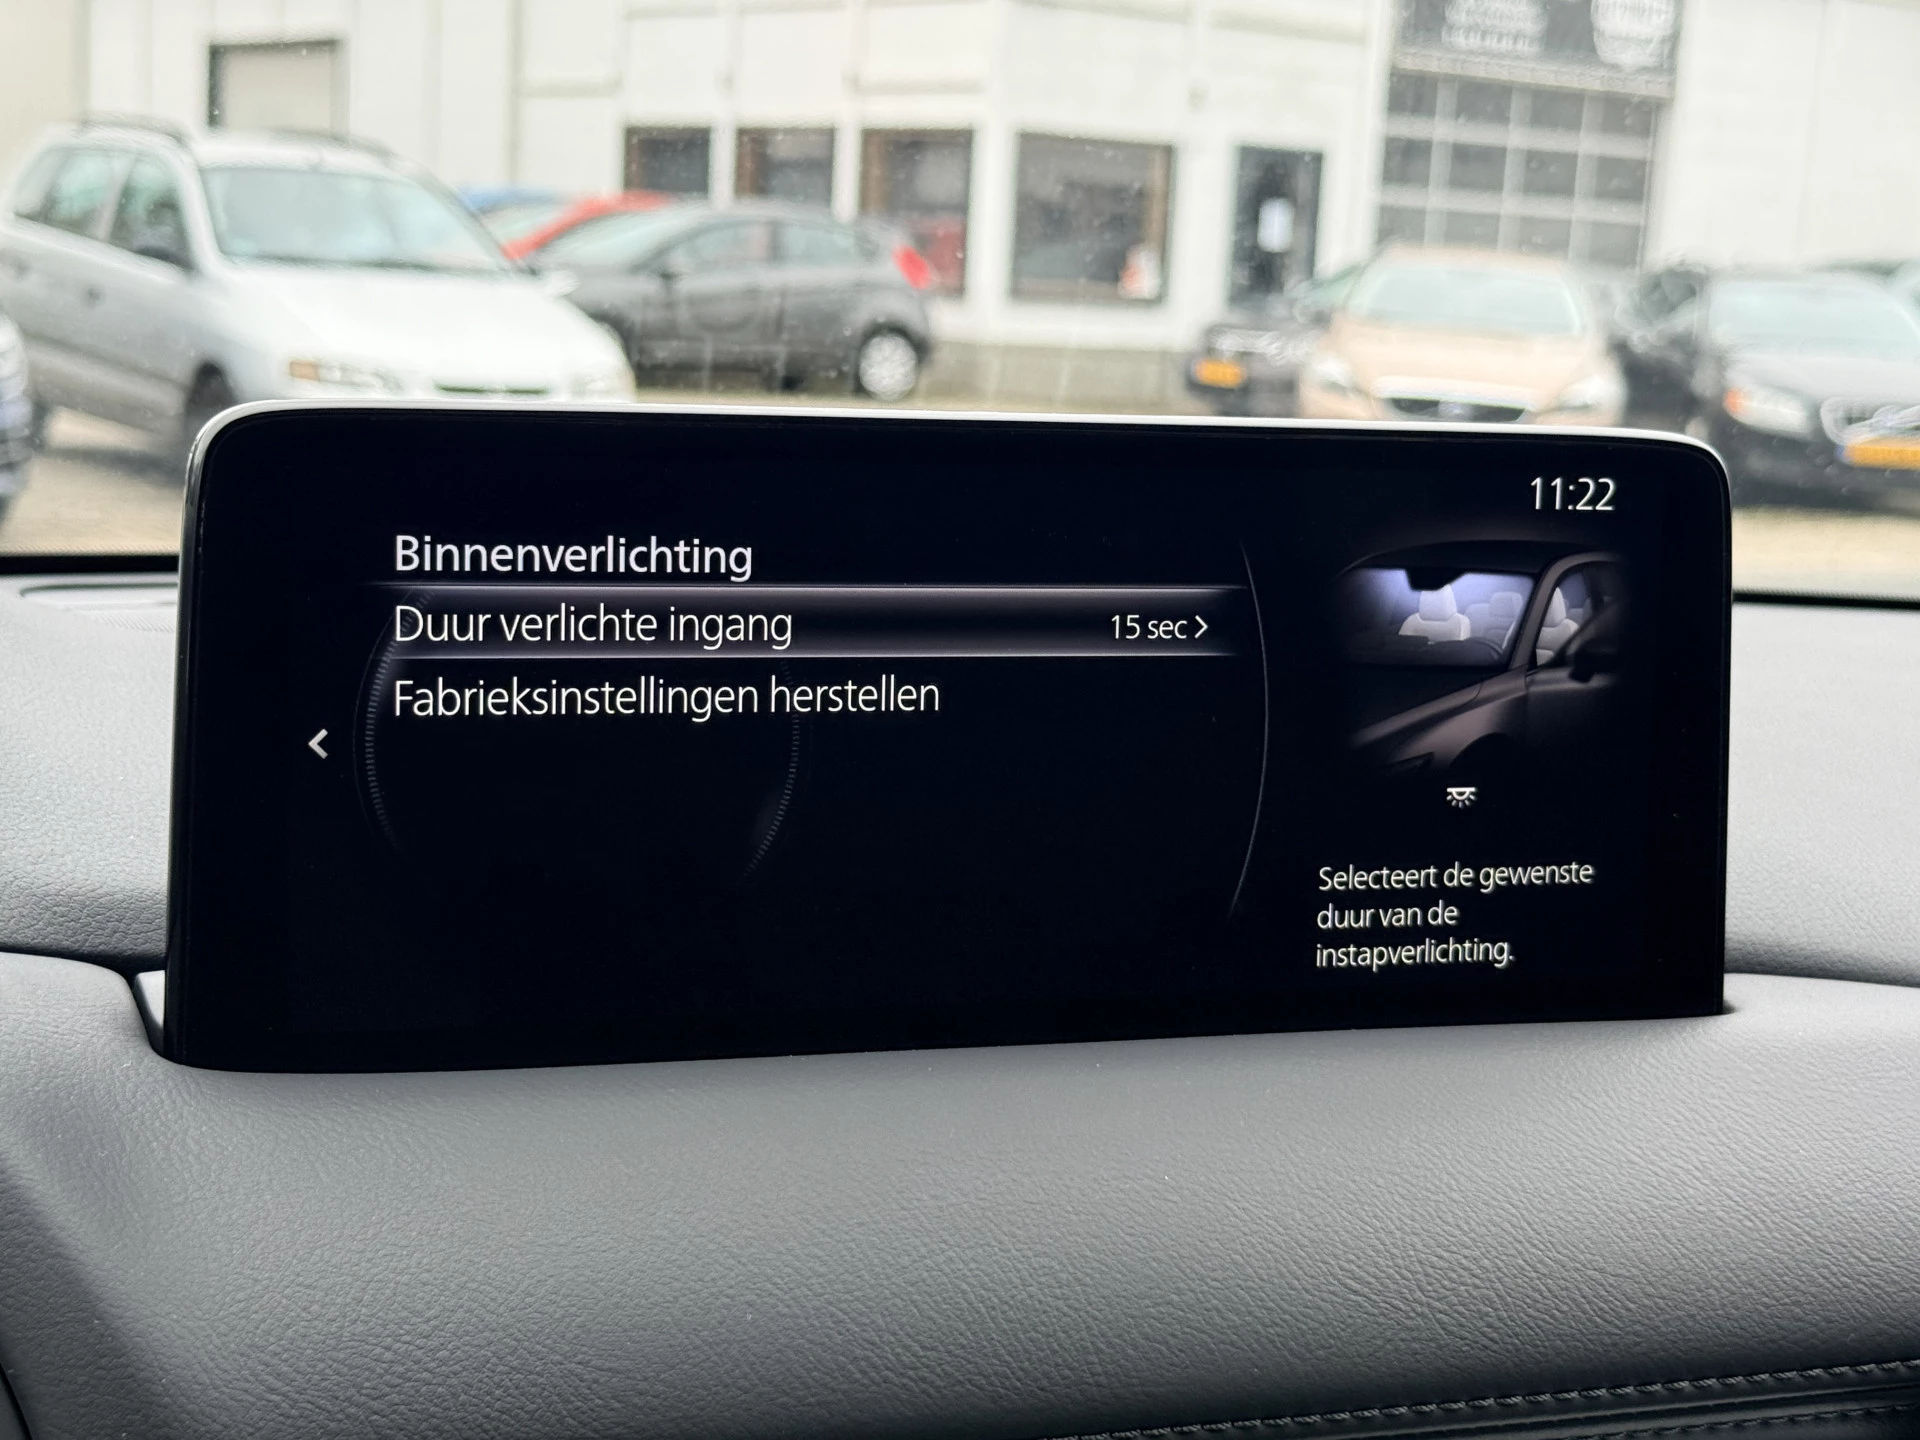 11:22
Binnenverlichting
Duur verlichte ingang 15 sec
Fabrieksinstellingen herstellen
Selecteert de gewenste
duur van de
instapverlichting.